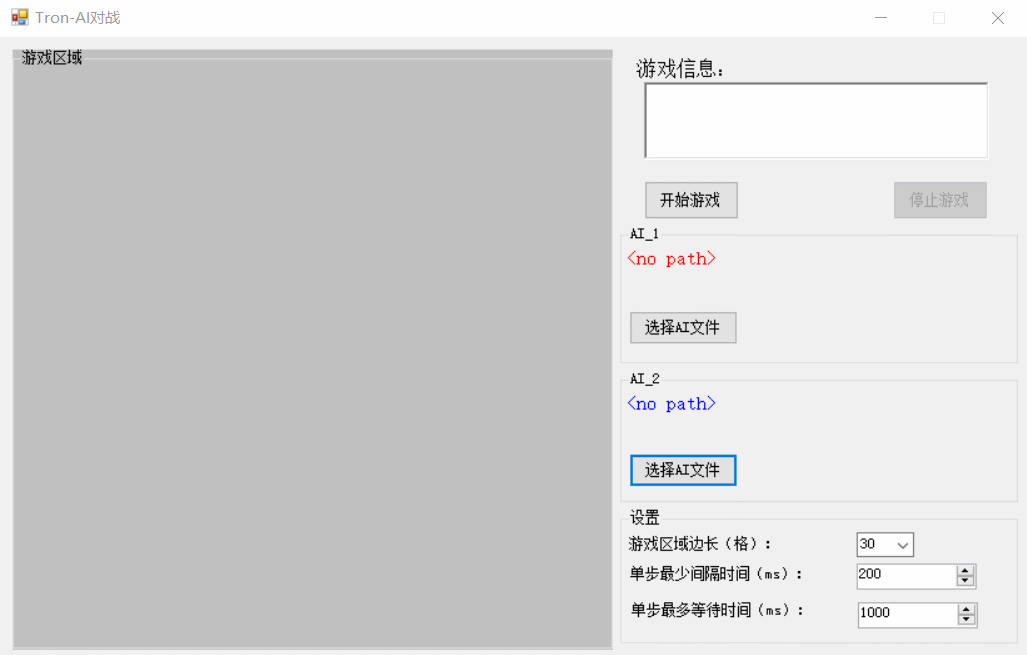 Tron-AI对战
游戏区域
游戏信息：
开始游戏
停止游戏
AI_1
<no path>
选择AI文件
AI_2
<no path>
选择AI文件
设置
游戏区域边长（格）：
30
单步最少间隔时间（ms）：
200
单步最多等待时间（ms）：
1000